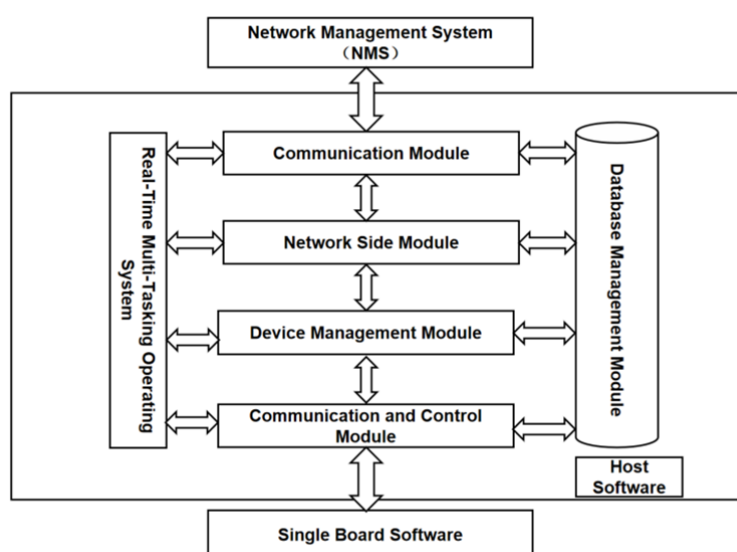 Network Management System
（NMS）
Communication Module
Network Side Module
Device Management Module
Communication and Control
Module
Real-Time Multi-Tasking Operating
System
Database Management Module
Host
Software
Single Board Software